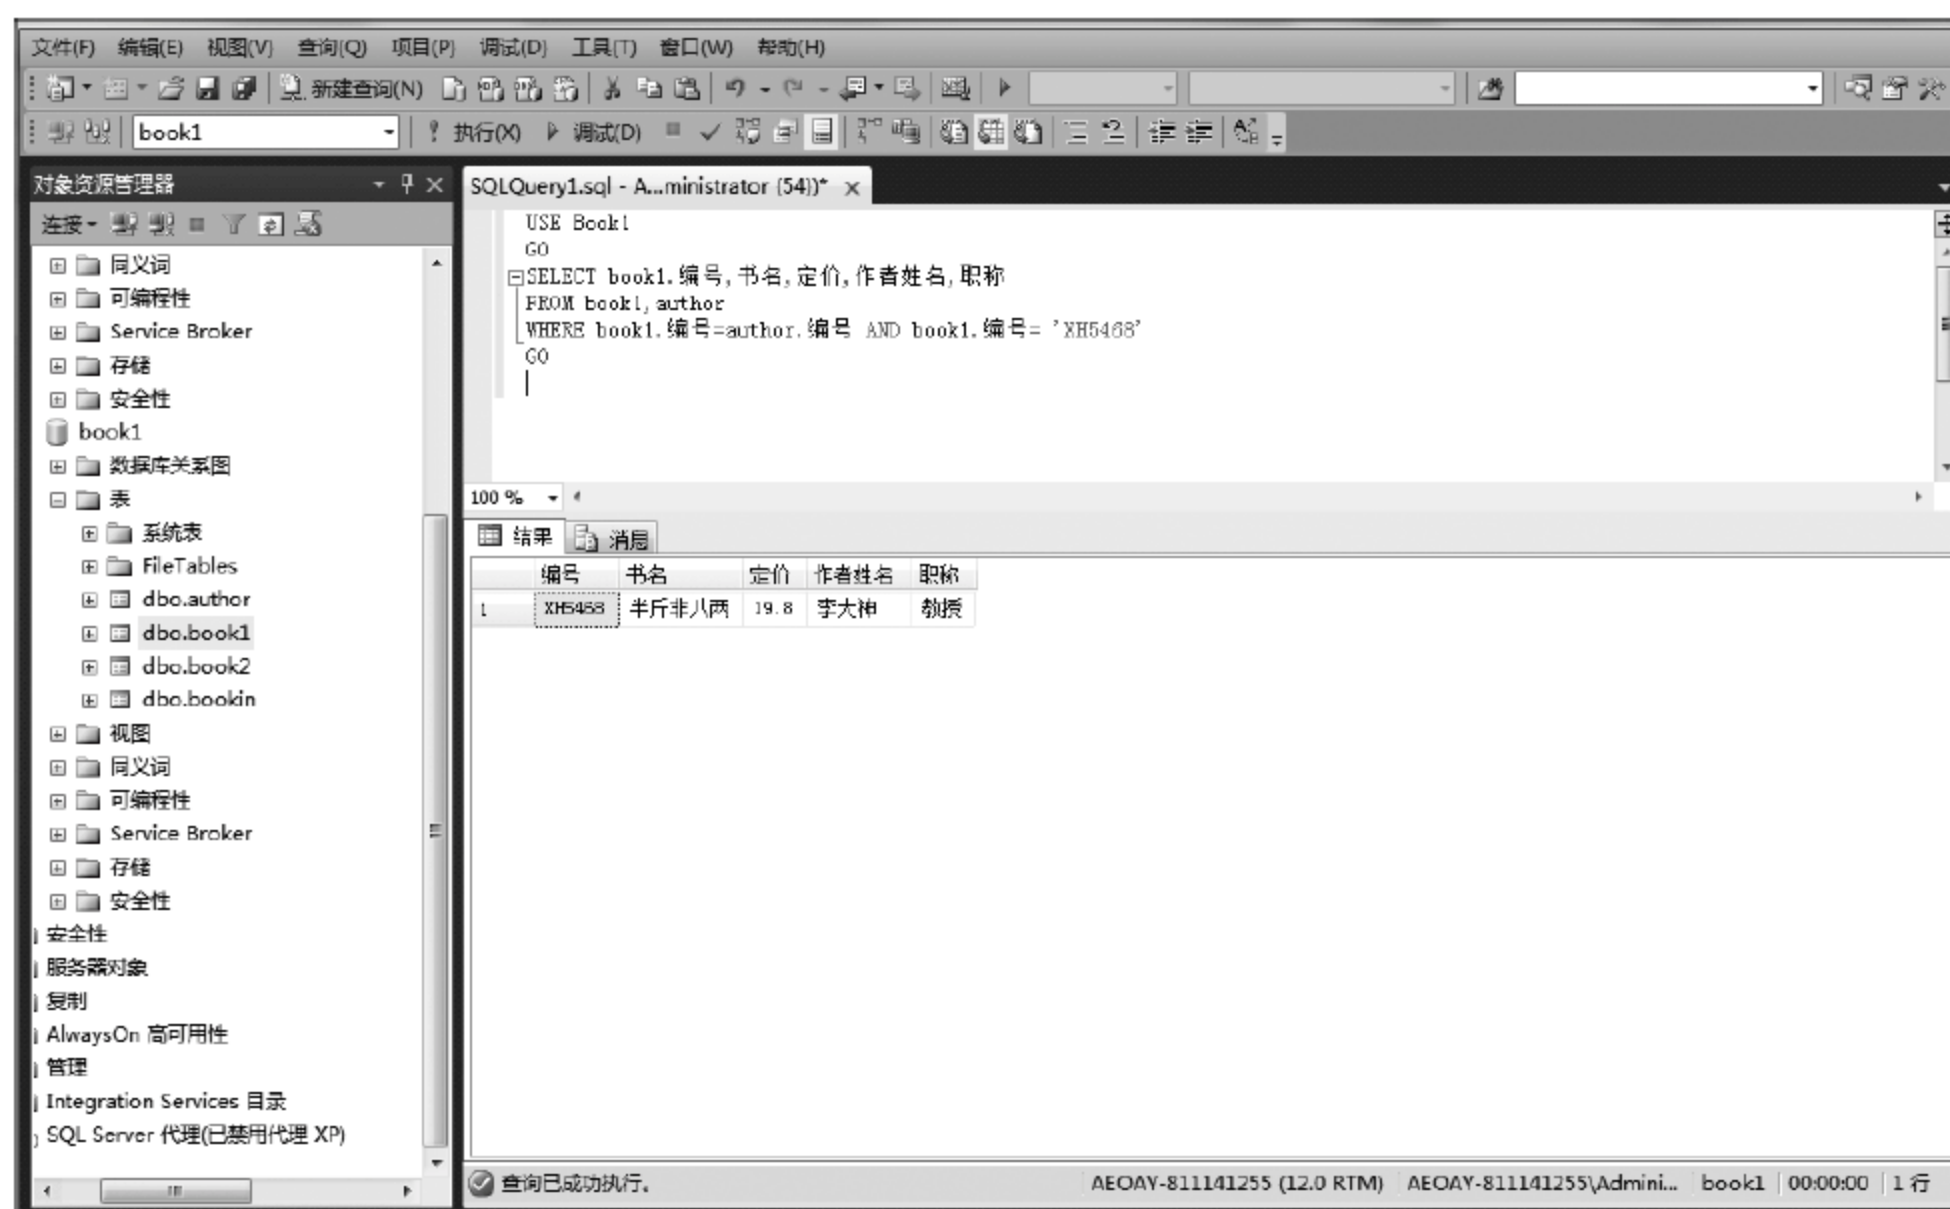 文件(F) 编辑(E) 视图(V) 查询(Q) 项目(P) 调试(D) 工具(T) 窗口(W) 帮助(H)
新建查询(N)
book1 执行(X) 调试(D)
对象资源管理器
连接
同义词
可编程性
Service Broker
存储
安全性
book1
数据库关系图
表
系统表
FileTables
dbo.author
dbo.book1
dbo.book2
dbo.bookin
视图
同义词
可编程性
Service Broker
存储
安全性
安全性
服务器对象
复制
AlwaysOn 高可用性
管理
Integration Services 目录
SQL Server 代理(已禁用代理 XP)
SQLQuery1.sql - A...ministrator (54))*
USE Book1
GO
SELECT book1.编号,书名,定价,作者姓名,职称
FROM book1,author
WHERE book1.编号=author.编号 AND book1.编号= 'XH5468'
GO
100 %
结果 消息
编号 书名 定价 作者姓名 职称
1 XH5468 半斤非八两 19.8 李大神 教授
查询已成功执行。 AEOAY-811141255 (12.0 RTM) AEOAY-811141255\Admini... book1 00:00:00 1 行